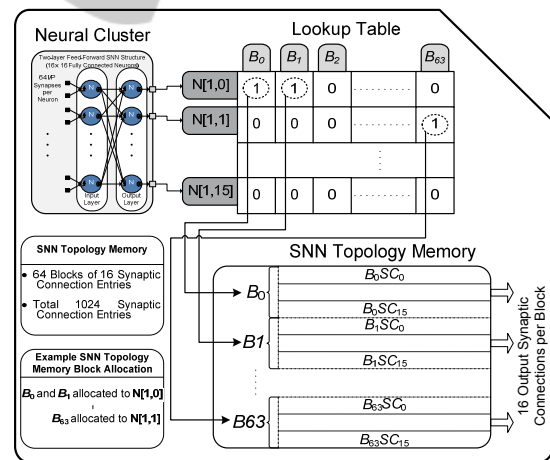 Neural Cluster
Lookup Table
Two-layer Feed-Forward SNN Structure
(16x 16 Fully Connected Neurons)
64 I/P
Synapses
per
Neuron
N N
N N
N N
Input
Layer
Output
Layer
B0 B1 B2 B63
N[1,0] 1 1 0 0
N[1,1] 0 0 0 1
N[1,15] 0 0 0 0
SNN Topology Memory
• 64 Blocks of 16 Synaptic
Connection Entries
• Total 1024 Synaptic
Connection Entries
Example SNN Topology
Memory Block Allocation
B0 and B1 allocated to N[1,0]
B63 allocated to N[1,1]
SNN Topology Memory
B0
B0SC0
B0SC15
B1
B1SC0
B1SC15
B63
B63SC0
B63SC15
16 Output Synaptic
Connections per Block